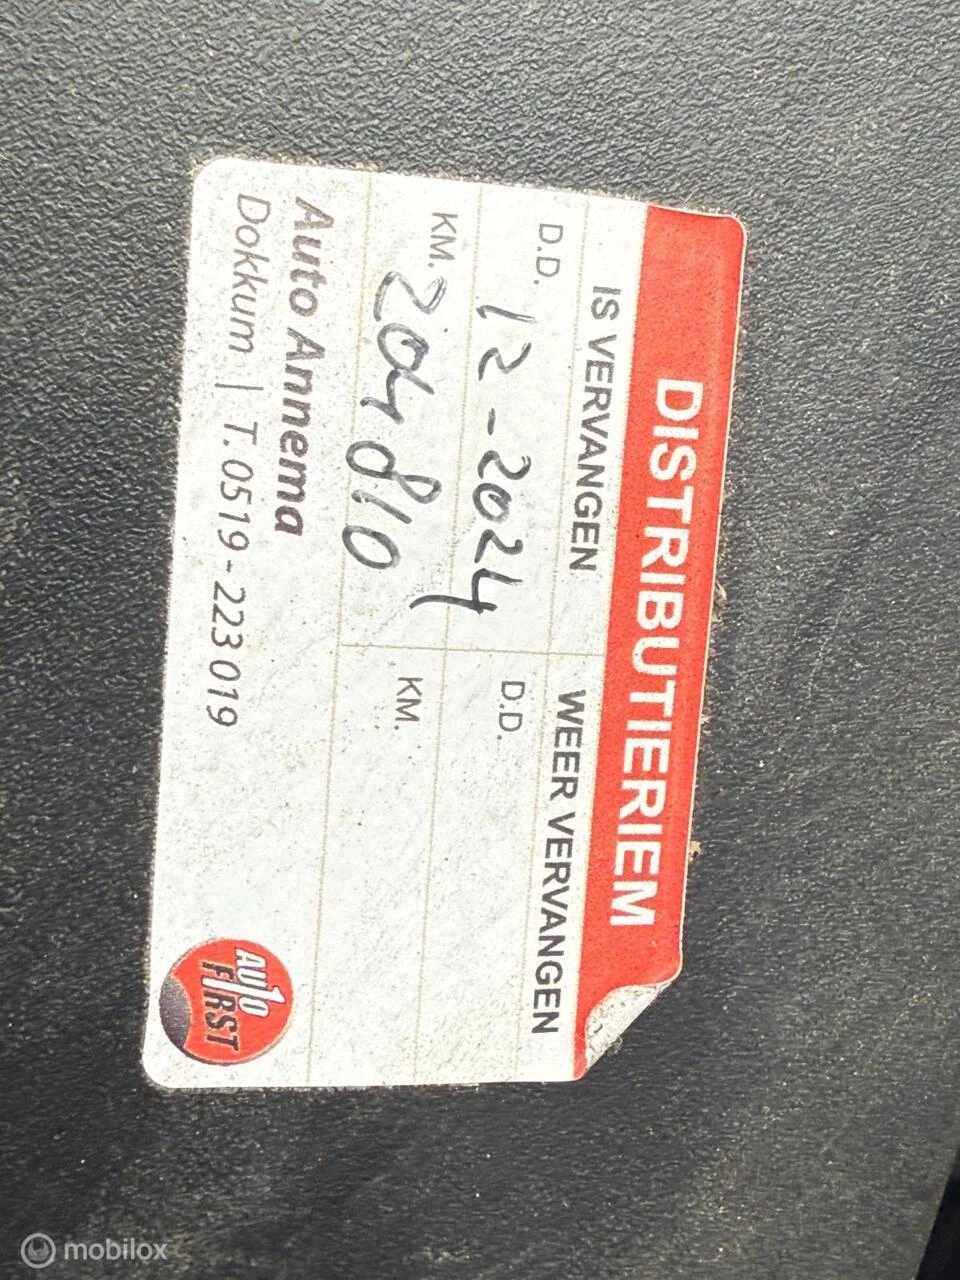 DISTRIBUTIERIEM
IS VERVANGEN
WEER VERVANGEN
D.D. 12-2024
D.D.
KM. 204810
KM.
Auto Annema
Dokkum | T. 0519-223019
AUTO
FIRST
mobilox